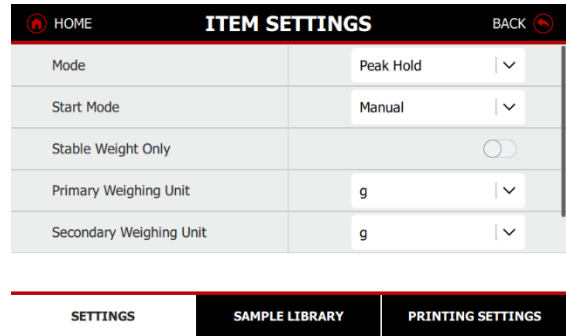 HOME ITEM SETTINGS BACK
Mode Peak Hold
Start Mode Manual
Stable Weight Only
Primary Weighing Unit g
Secondary Weighing Unit g
SETTINGS SAMPLE LIBRARY PRINTING SETTINGS